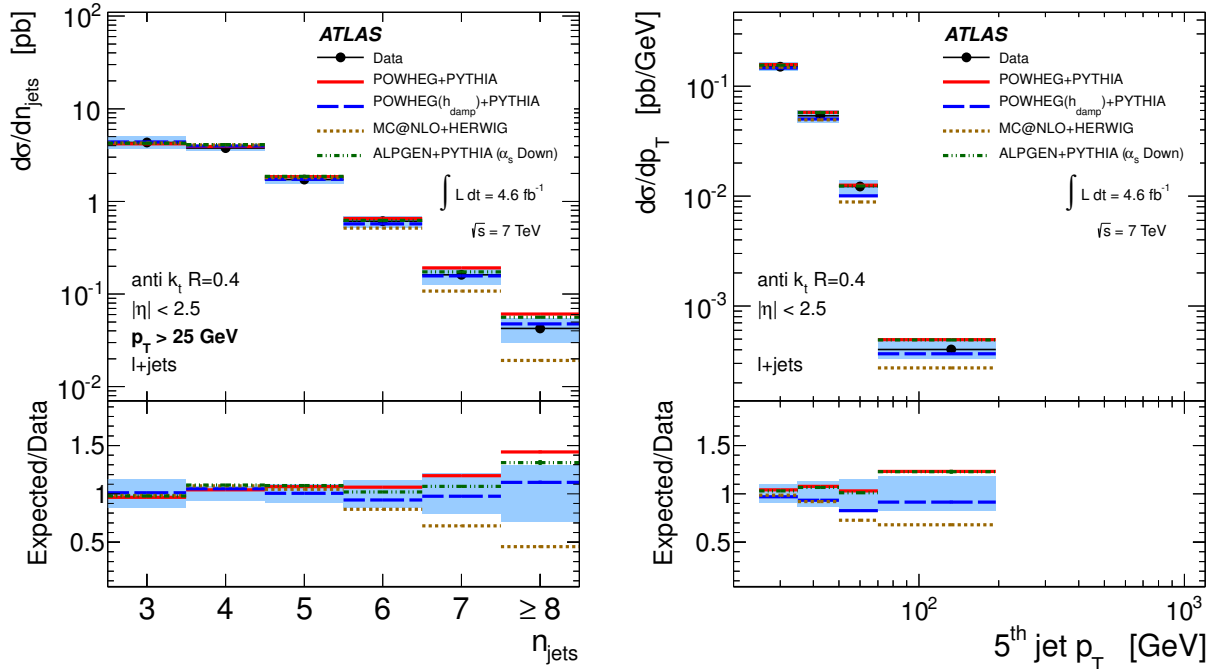 dσ/dn_jets [pb]
10²
10
1
10⁻¹
10⁻²
ATLAS
Data
POWHEG+PYTHIA
POWHEG(h_damp)+PYTHIA
MC@NLO+HERWIG
ALPGEN+PYTHIA (α_s Down)
∫ L dt = 4.6 fb⁻¹
√s = 7 TeV
anti k_t R=0.4
|η| < 2.5
p_T > 25 GeV
l+jets
Expected/Data
1.5
1
0.5
3 4 5 6 7 ≥ 8
n_jets
dσ/dp_T [pb/GeV]
10⁻¹
10⁻²
10⁻³
ATLAS
Data
POWHEG+PYTHIA
POWHEG(h_damp)+PYTHIA
MC@NLO+HERWIG
ALPGEN+PYTHIA (α_s Down)
∫ L dt = 4.6 fb⁻¹
√s = 7 TeV
anti k_t R=0.4
|η| < 2.5
l+jets
Expected/Data
1.5
1
0.5
10² 10³
5ᵗʰ jet p_T [GeV]